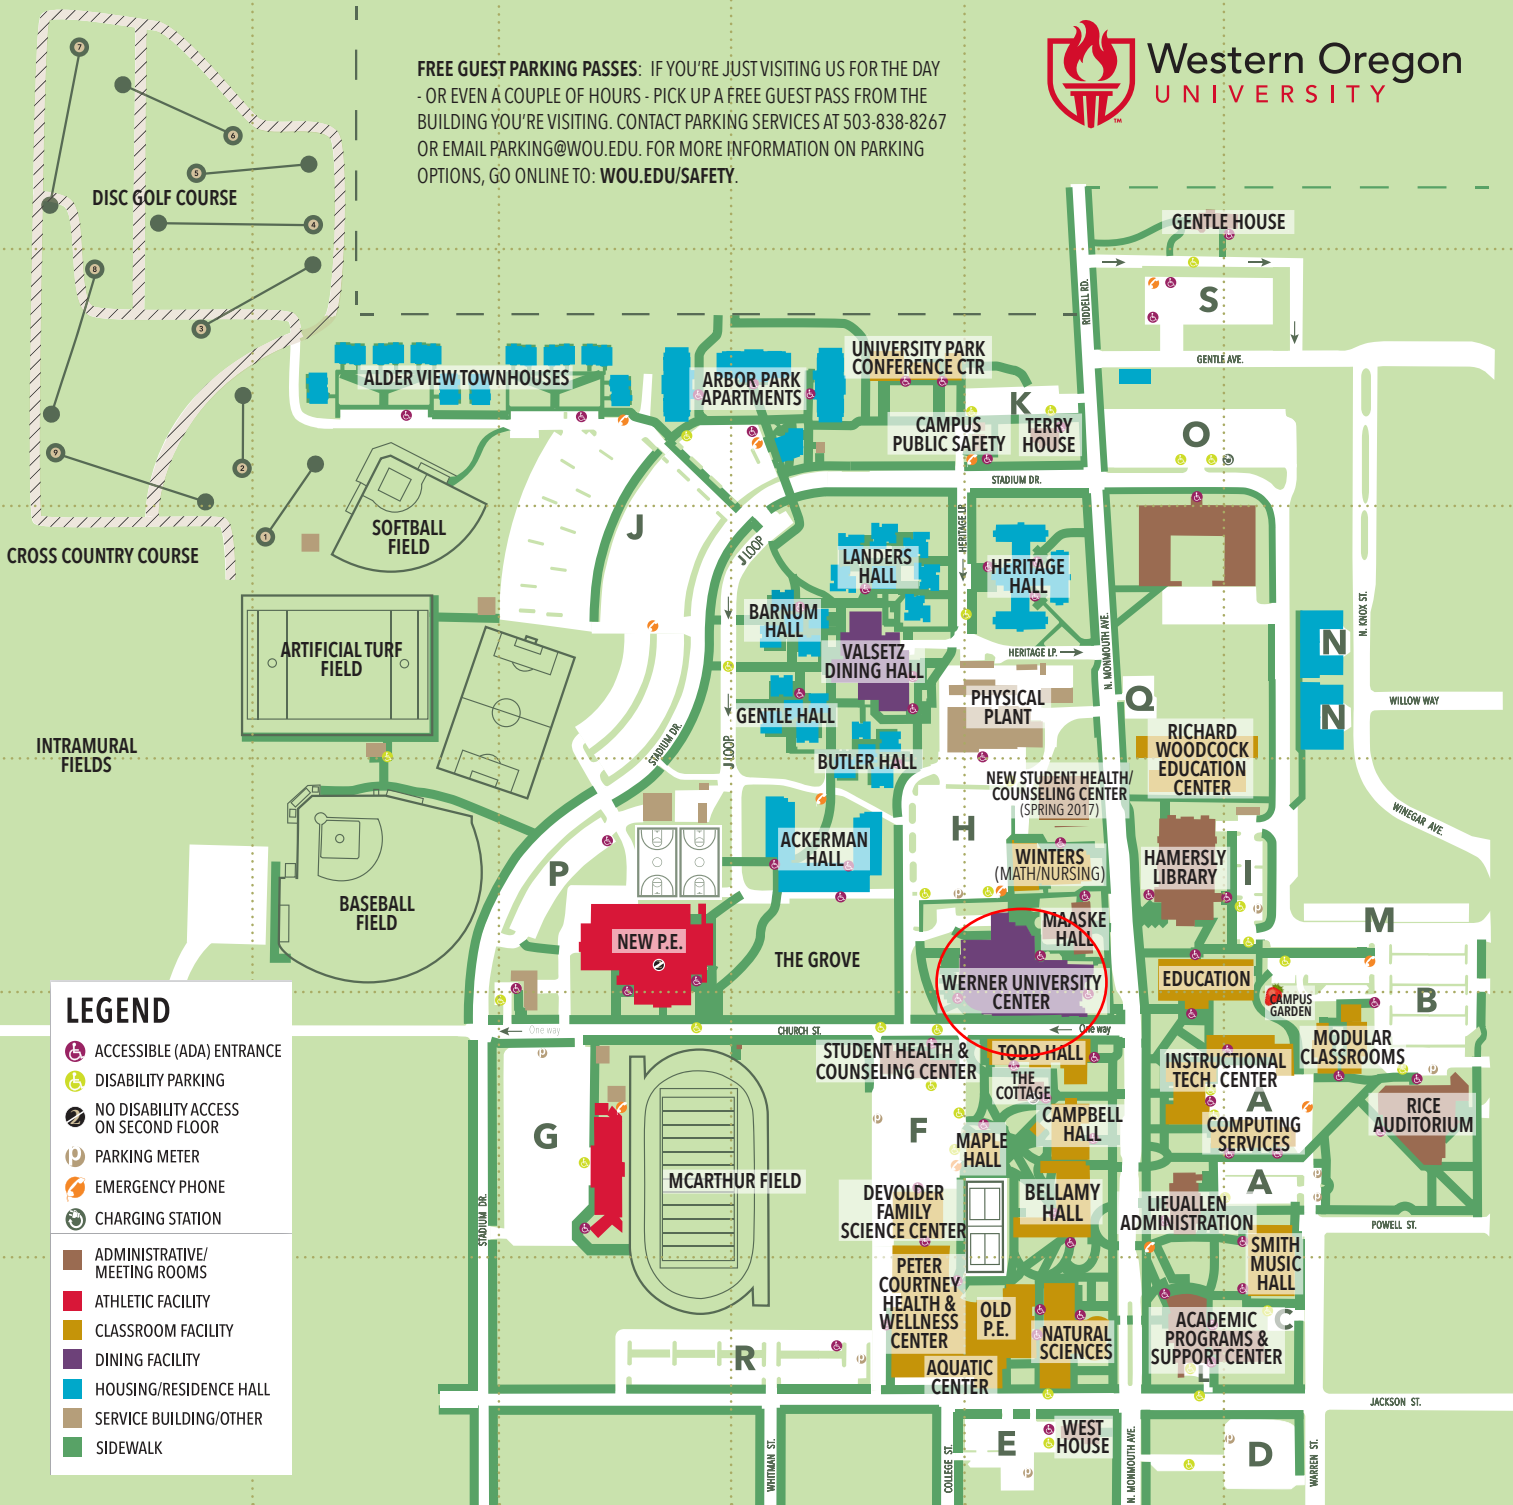 Western Oregon
UNIVERSITY
™
FREE GUEST PARKING PASSES: IF YOU'RE JUST VISITING US FOR THE DAY
- OR EVEN A COUPLE OF HOURS - PICK UP A FREE GUEST PASS FROM THE
BUILDING YOU'RE VISITING. CONTACT PARKING SERVICES AT 503-838-8267
OR EMAIL PARKING@WOU.EDU. FOR MORE INFORMATION ON PARKING
OPTIONS, GO ONLINE TO: WOU.EDU/SAFETY.
7
6
5
DISC GOLF COURSE
4
8
3
9
2
1
CROSS COUNTRY COURSE
GENTLE HOUSE
RIDDELL RD.
S
GENTLE AVE.
ALDER VIEW TOWNHOUSES
ARBOR PARK
APARTMENTS
UNIVERSITY PARK
CONFERENCE CTR
K
CAMPUS
PUBLIC SAFETY
TERRY
HOUSE
O
STADIUM DR.
SOFTBALL
FIELD
J
J LOOP
HERITAGE LP.
LANDERS
HALL
HERITAGE
HALL
BARNUM
HALL
VALSETZ
DINING HALL
HERITAGE LP.
N. MONMOUTH AVE.
N. KNOX ST.
N
N
WILLOW WAY
ARTIFICIAL TURF
FIELD
INTRAMURAL
FIELDS
STADIUM DR.
J LOOP
GENTLE HALL
BUTLER HALL
PHYSICAL
PLANT
Q
RICHARD
WOODCOCK
EDUCATION
CENTER
NEW STUDENT HEALTH/
COUNSELING CENTER
(SPRING 2017)
WINEGAR AVE.
H
ACKERMAN
HALL
WINTERS
(MATH/NURSING)
HAMERSLY
LIBRARY
I
P
BASEBALL
FIELD
NEW P.E.
THE GROVE
MAASKE
HALL
M
WERNER UNIVERSITY
CENTER
EDUCATION
CAMPUS
GARDEN
B
One way
CHURCH ST.
One way
STUDENT HEALTH &
COUNSELING CENTER
TODD HALL
THE
COTTAGE
INSTRUCTIONAL
TECH. CENTER
MODULAR
CLASSROOMS
A
COMPUTING
SERVICES
RICE
AUDITORIUM
G
F
CAMPBELL
HALL
MAPLE
HALL
MCARTHUR FIELD
STADIUM DR.
DEVOLDER
FAMILY
SCIENCE CENTER
BELLAMY
HALL
A
LIEUALLEN
ADMINISTRATION
POWELL ST.
SMITH
MUSIC
HALL
PETER
COURTNEY
HEALTH &
WELLNESS
CENTER
OLD
P.E.
NATURAL
SCIENCES
ACADEMIC
PROGRAMS &
SUPPORT CENTER
C
L
R
AQUATIC
CENTER
JACKSON ST.
E
WEST
HOUSE
D
WHITMAN ST.
COLLEGE ST.
N. MONMOUTH AVE.
WARREN ST.
LEGEND
ACCESSIBLE (ADA) ENTRANCE
DISABILITY PARKING
2
NO DISABILITY ACCESS
ON SECOND FLOOR
P
PARKING METER
EMERGENCY PHONE
CHARGING STATION
ADMINISTRATIVE/
MEETING ROOMS
ATHLETIC FACILITY
CLASSROOM FACILITY
DINING FACILITY
HOUSING/RESIDENCE HALL
SERVICE BUILDING/OTHER
SIDEWALK